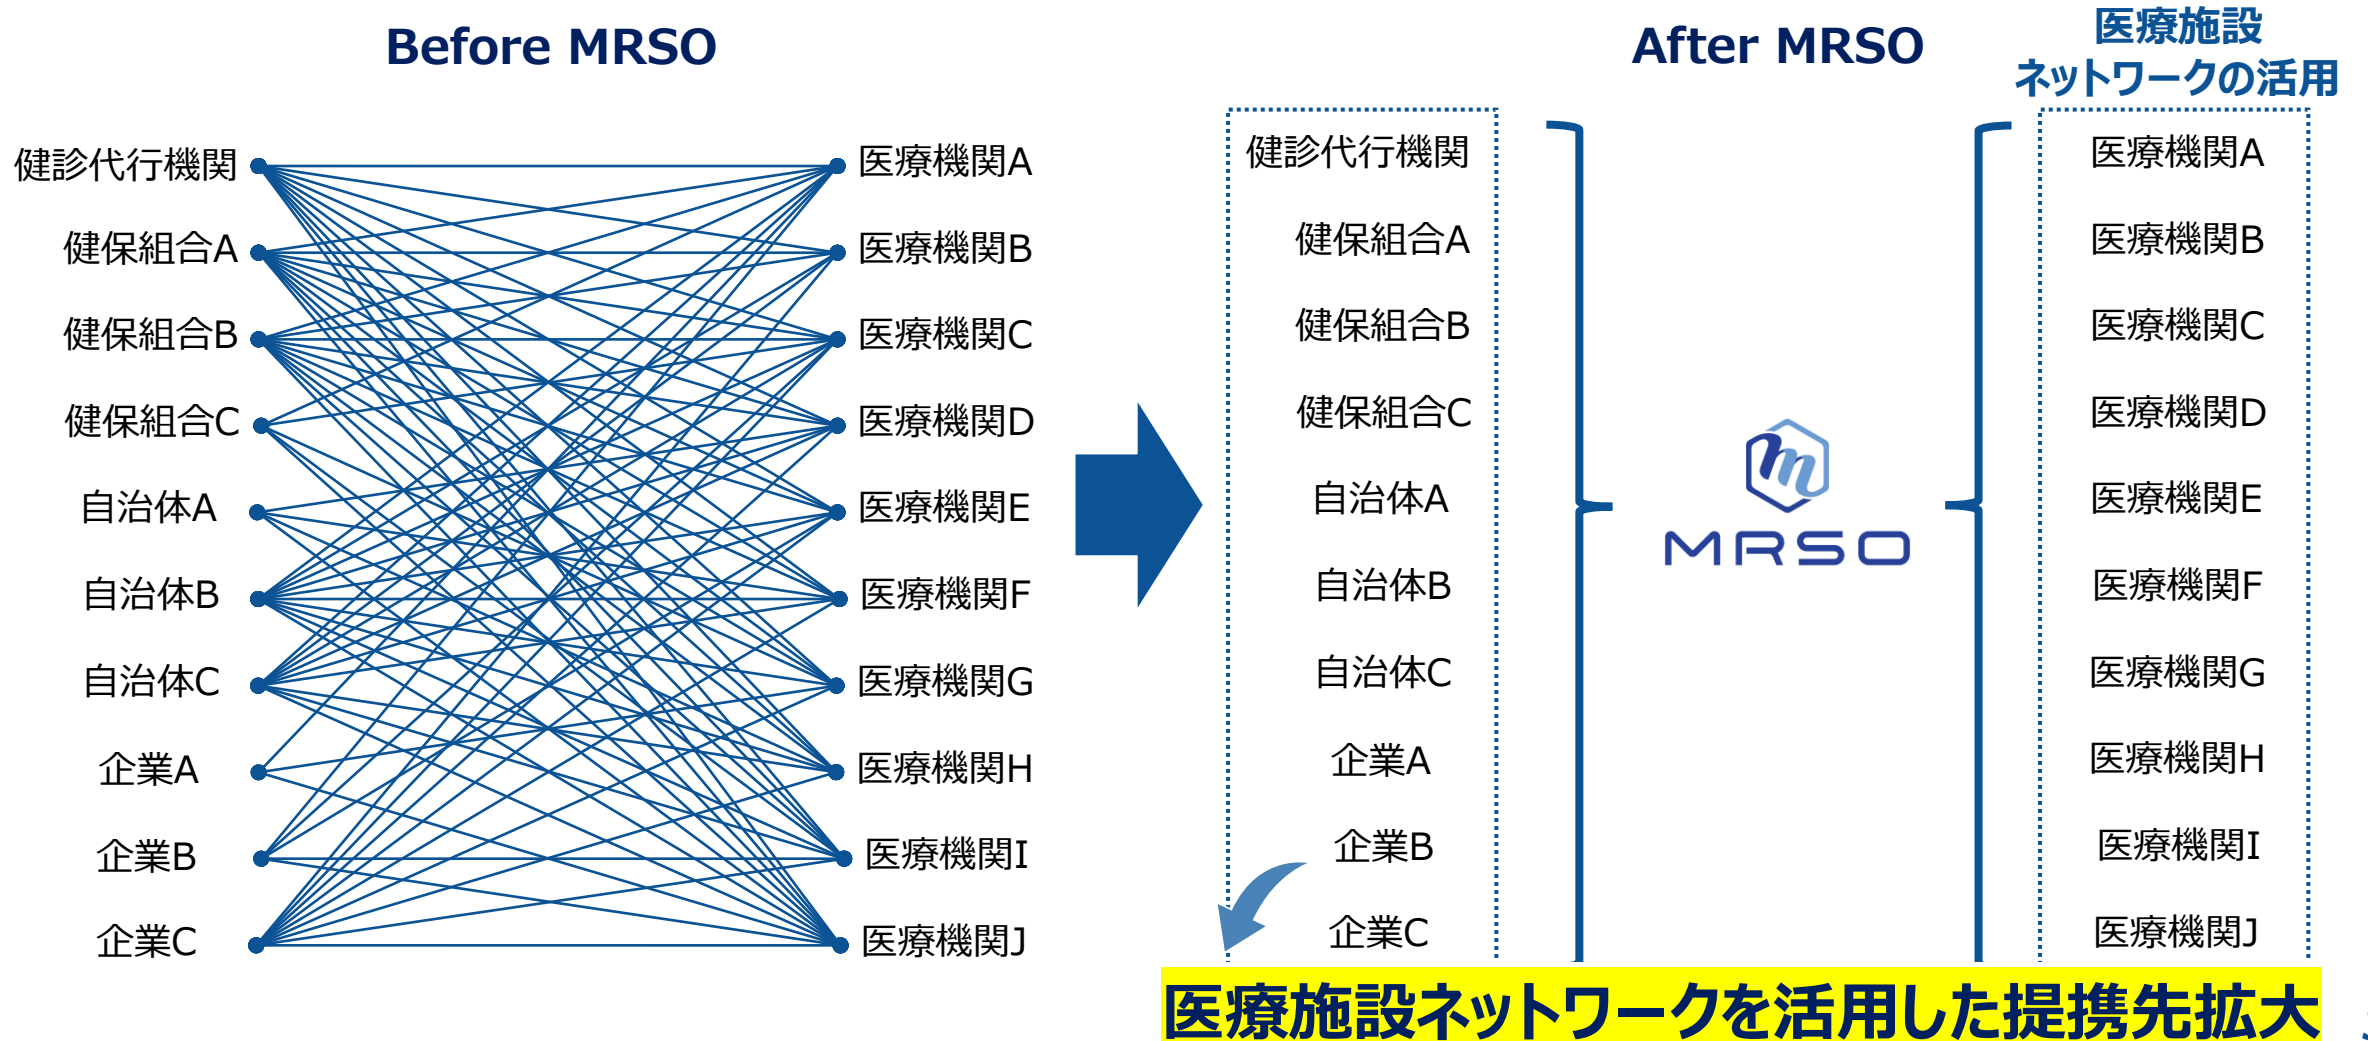 Before MRSO
健診代行機関
健保組合A
健保組合B
健保組合C
自治体A
自治体B
自治体C
企業A
企業B
企業C
医療機関A
医療機関B
医療機関C
医療機関D
医療機関E
医療機関F
医療機関G
医療機関H
医療機関I
医療機関J
After MRSO
健診代行機関
健保組合A
健保組合B
健保組合C
自治体A
自治体B
自治体C
企業A
企業B
企業C
m
MRSO
医療施設
ネットワークの活用
医療機関A
医療機関B
医療機関C
医療機関D
医療機関E
医療機関F
医療機関G
医療機関H
医療機関I
医療機関J
医療施設ネットワークを活用した提携先拡大